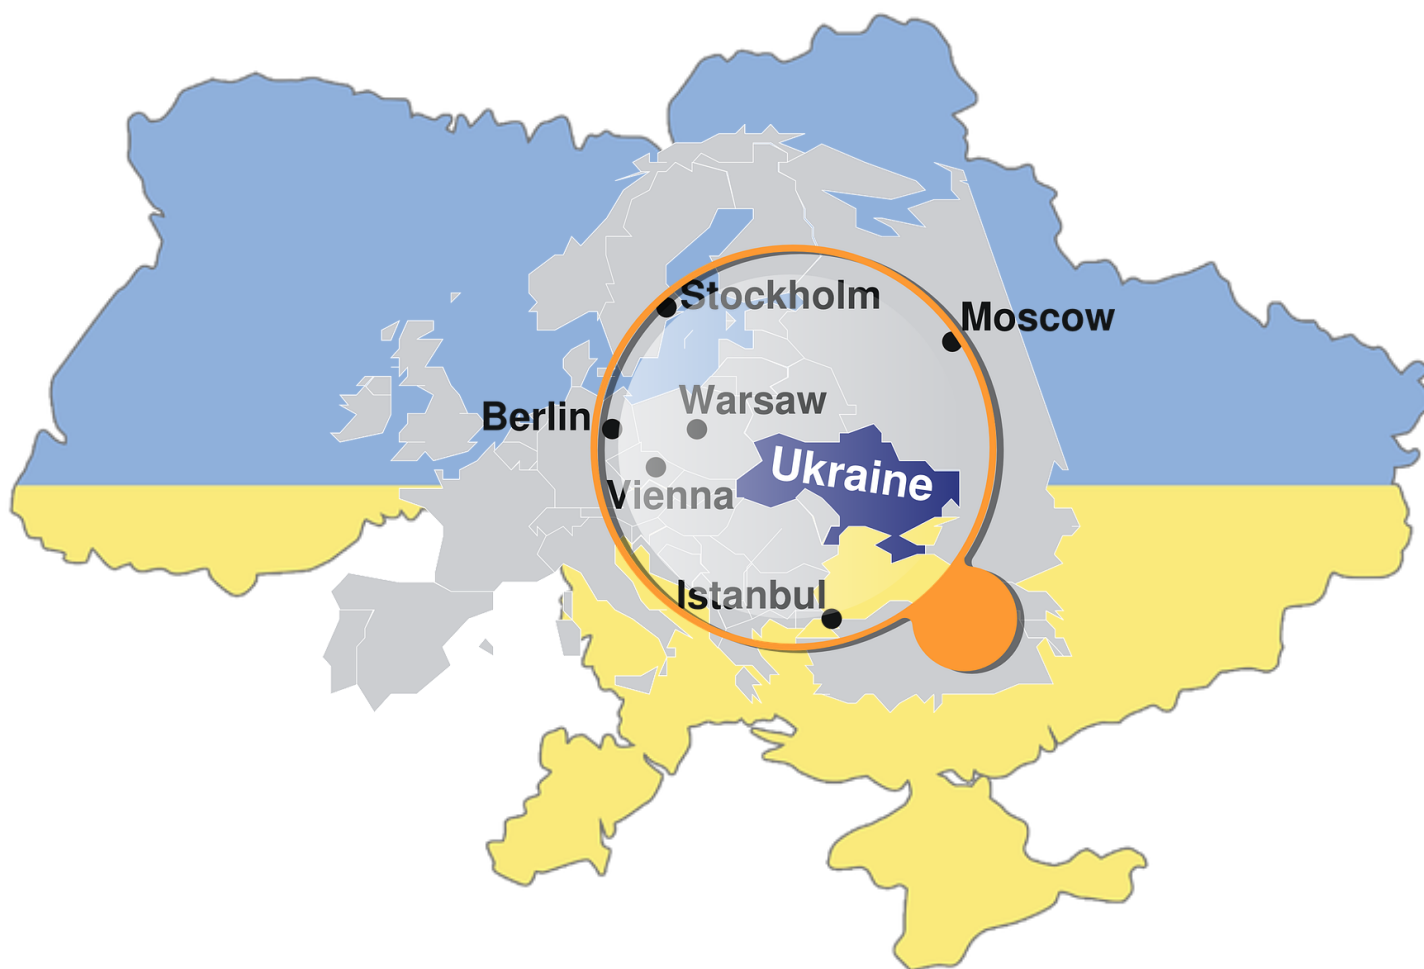 Stockholm
Moscow
Warsaw
Berlin
Ukraine
Vienna
Istanbul